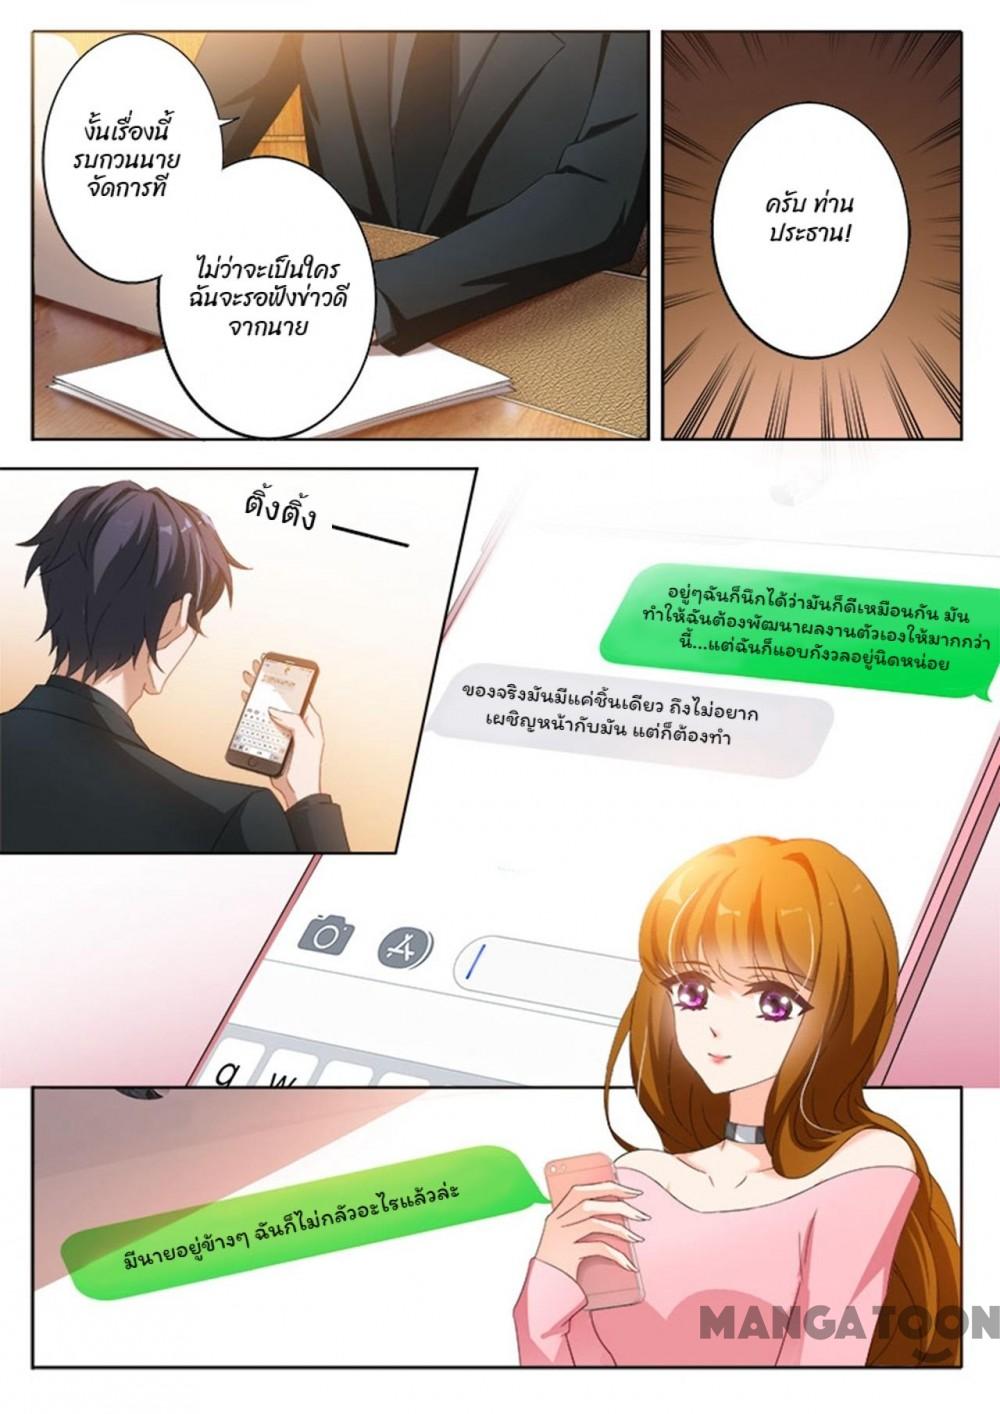 งั้นเรื่องนี้
รบกวนนาย
จัดการที
ไม่ว่าจะเป็นใคร
ฉันจะรอฟังข่าวดี
จากนาย
ครับ ท่าน
ประธาน!
ติ้งติ้ง
อยู่ๆฉันก็นึกได้ว่ามันก็ดีเหมือนกัน มัน
ทำให้ฉันต้องพัฒนาผลงานตัวเองให้มากกว่า
นี้...แต่ฉันก็แอบกังวลอยู่นิดหน่อย
ของจริงมันมีแค่ชิ้นเดียว ถึงไม่อยาก
เผชิญหน้ากับมัน แต่ก็ต้องทำ
q w
มีนายอยู่ข้างๆ ฉันก็ไม่กลัวอะไรแล้วล่ะ
MANGATOON